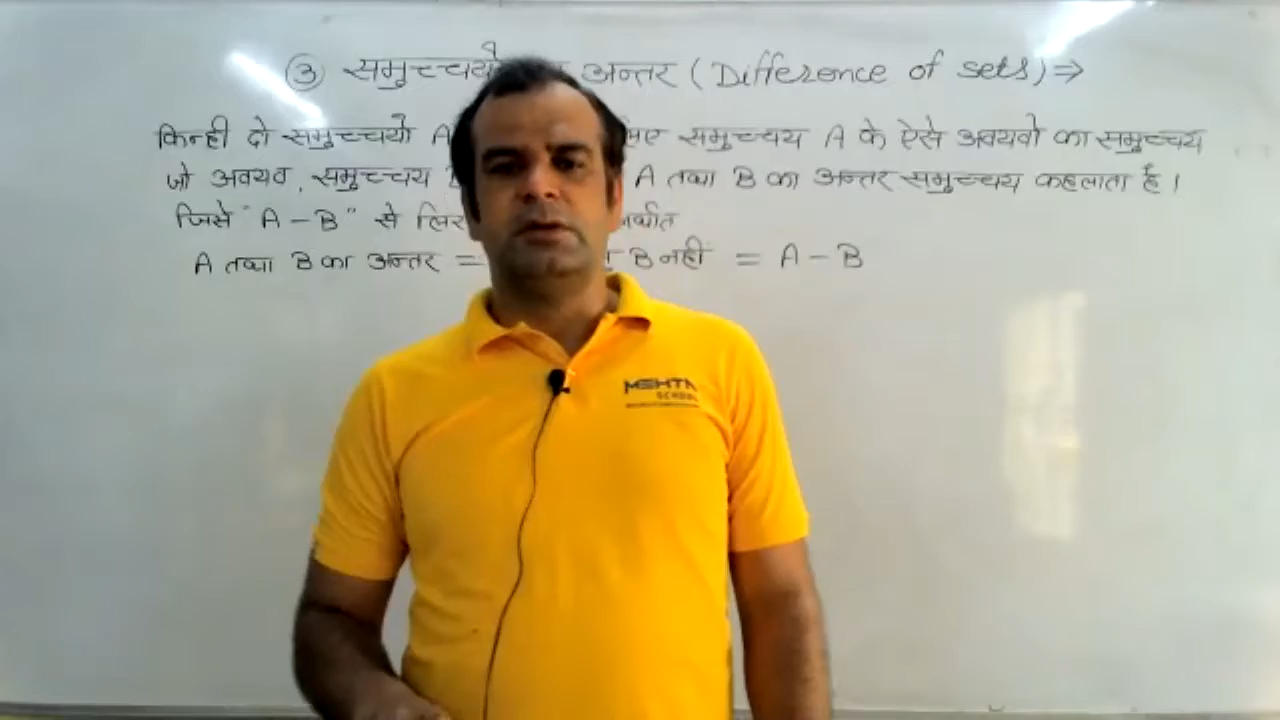 ③ समुच्चयों अन्तर (Difference of sets) ⇒
किन्ही दो समुच्चयो A समुच्चय A के ऐसे अवयवो का समुच्चय
जो अवयव, समुच्चय A तथा B का अन्तर समुच्चय कहलाता है।
जिसे "A - B" से
A तथा B का अन्तर = B नहीं = A - B
MEHTA
SCHOOL